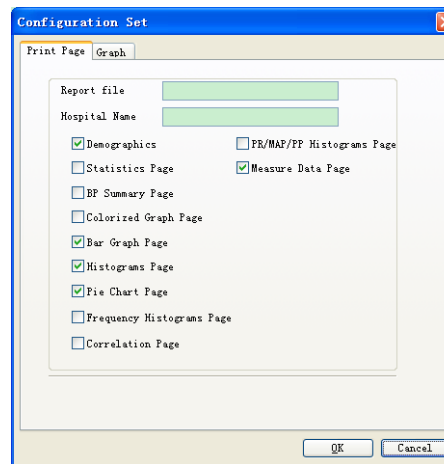 Configuration Set
Print Page Graph
Report file
Hospital Name
Demographics PR/MAP/PP Histograms Page
Statistics Page Measure Data Page
BP Summary Page
Colorized Graph Page
Bar Graph Page
Histograms Page
Pie Chart Page
Frequency Histograms Page
Correlation Page
OK Cancel